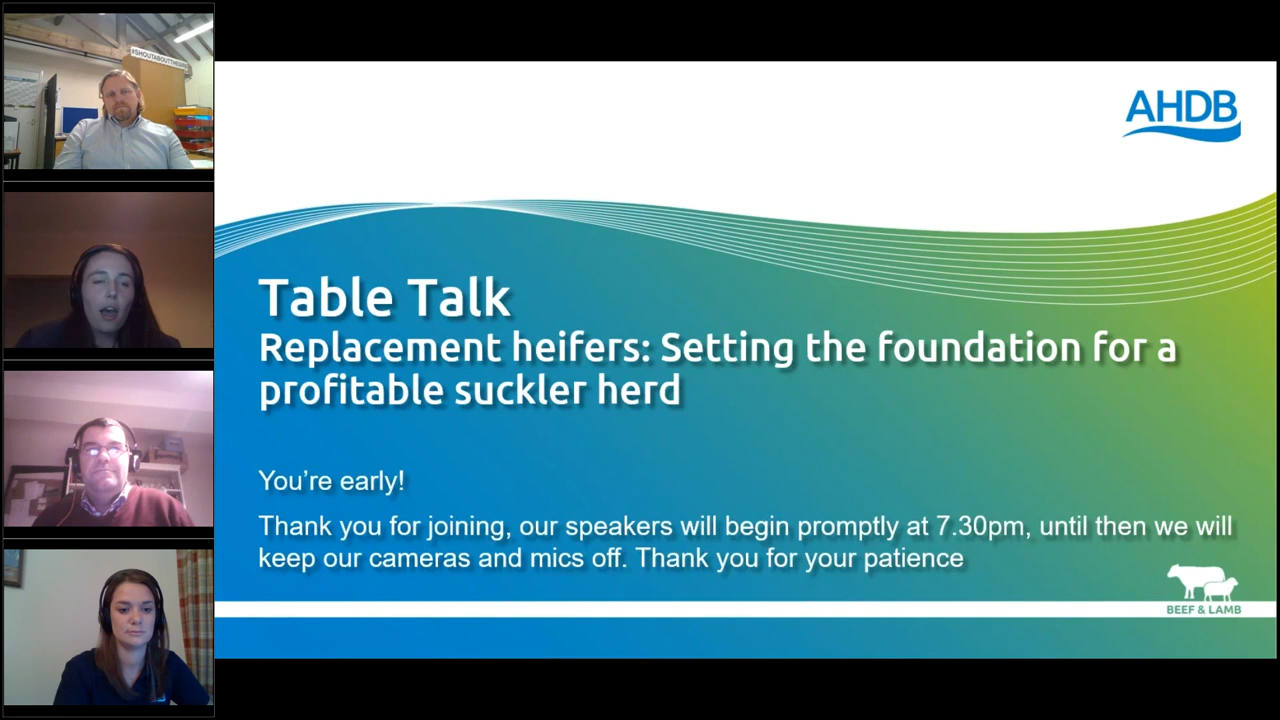 #SHOUTABOUTTHEGIRLS
AHDB
Table Talk
Replacement heifers: Setting the foundation for a
profitable suckler herd
You're early!
Thank you for joining, our speakers will begin promptly at 7.30pm, until then we will
keep our cameras and mics off. Thank you for your patience
BEEF & LAMB